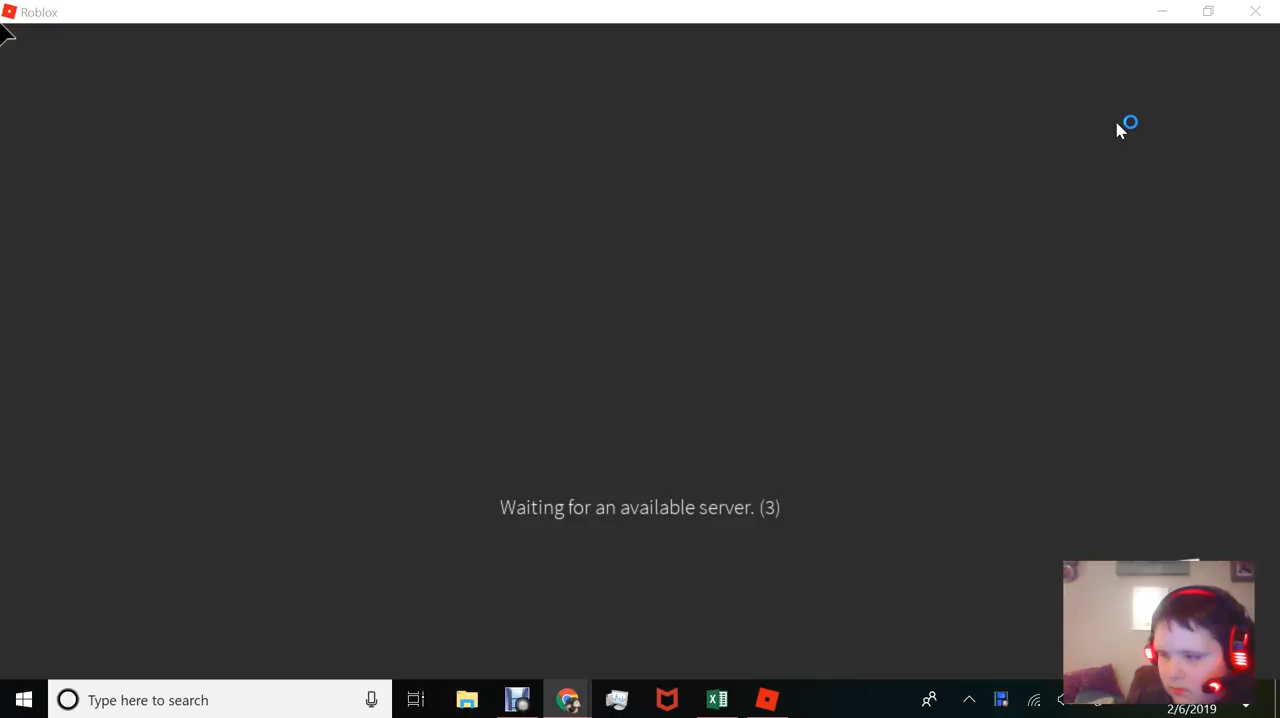 Roblox
Waiting for an available server. (3)
Type here to search
2/6/2019